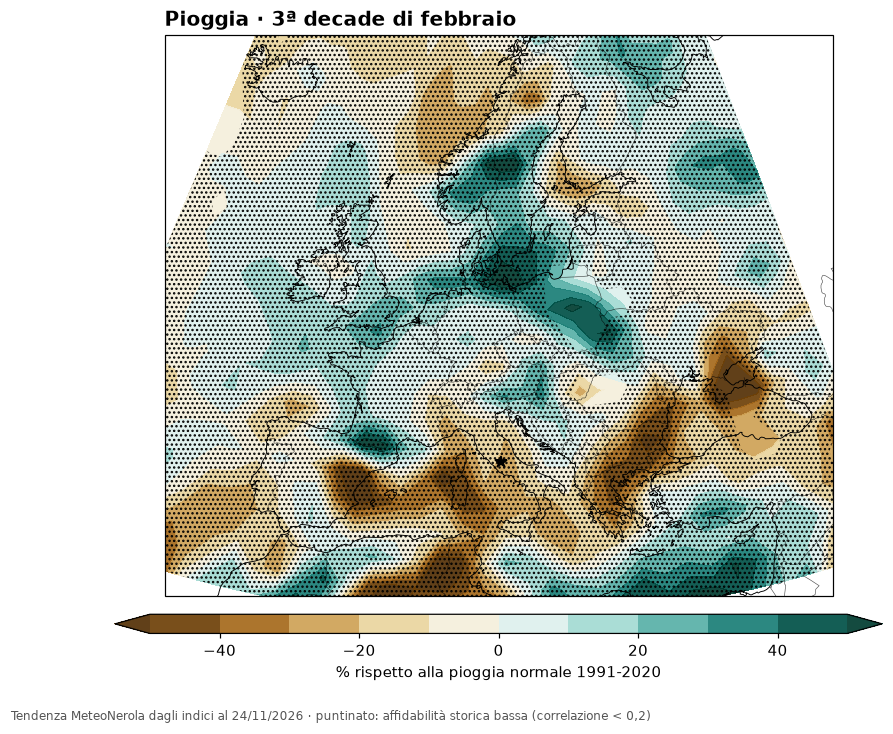 Pioggia · 3ª decade di febbraio
−40 −20 0 20 40
% rispetto alla pioggia normale 1991-2020
Tendenza MeteoNerola dagli indici al 24/11/2026 · puntinato: affidabilità storica bassa (correlazione < 0,2)